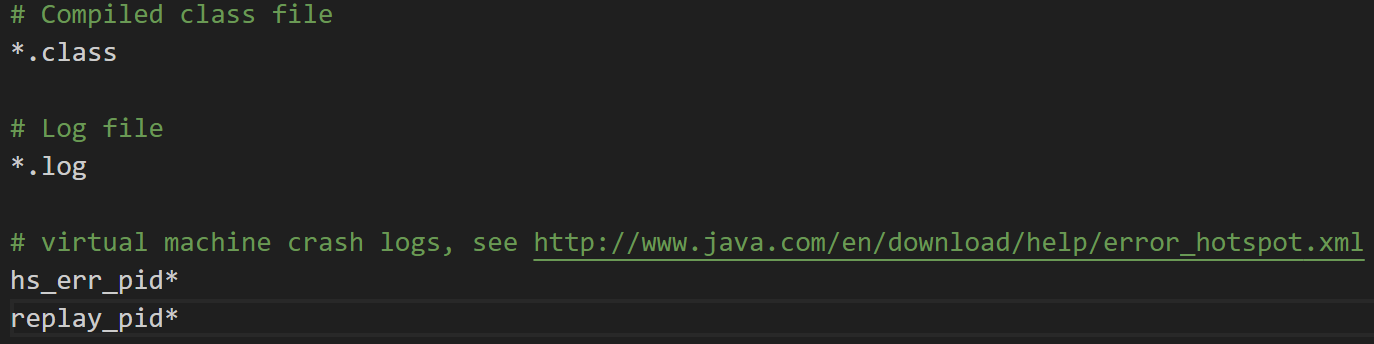 # Compiled class file
*.class
# Log file
*.log
# virtual machine crash logs, see http://www.java.com/en/download/help/error_hotspot.xml
hs_err_pid*
replay_pid*